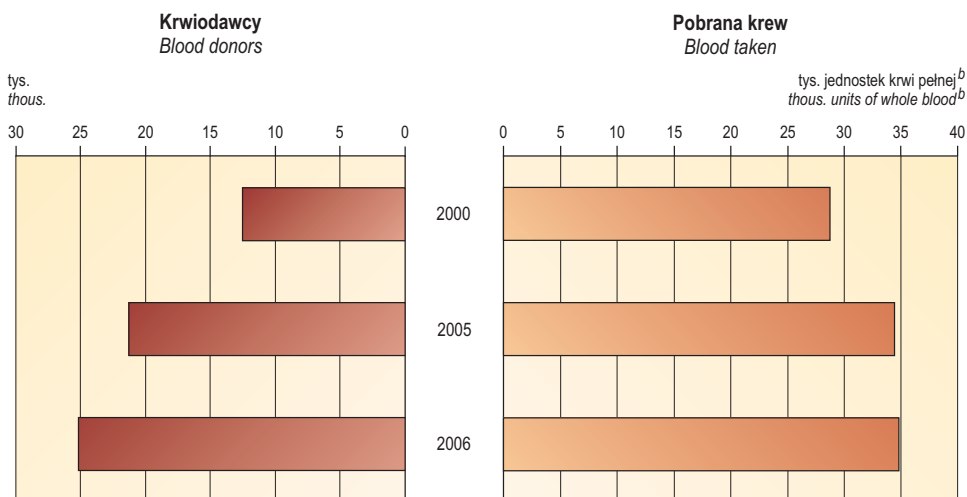 Krwiodawcy
Blood donors
tys.
thous.
30 25 20 15 10 5 0
Pobrana krew
Blood taken
tys. jednostek krwi pełnej b
thous. units of whole blood b
0 5 10 15 20 25 30 35 40
2000
2005
2006